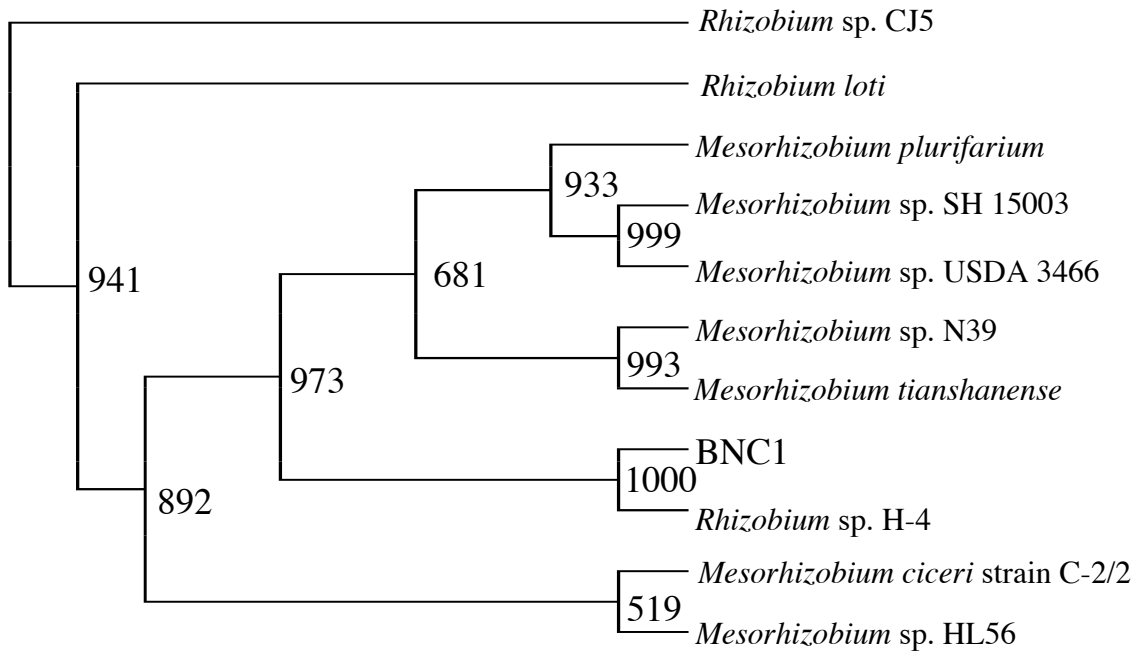 Rhizobium sp. CJ5
Rhizobium loti
Mesorhizobium plurifarium
933
Mesorhizobium sp. SH 15003
999
Mesorhizobium sp. USDA 3466
941
681
Mesorhizobium sp. N39
993
973
Mesorhizobium tianshanense
BNC1
1000
892
Rhizobium sp. H-4
Mesorhizobium ciceri strain C-2/2
519
Mesorhizobium sp. HL56